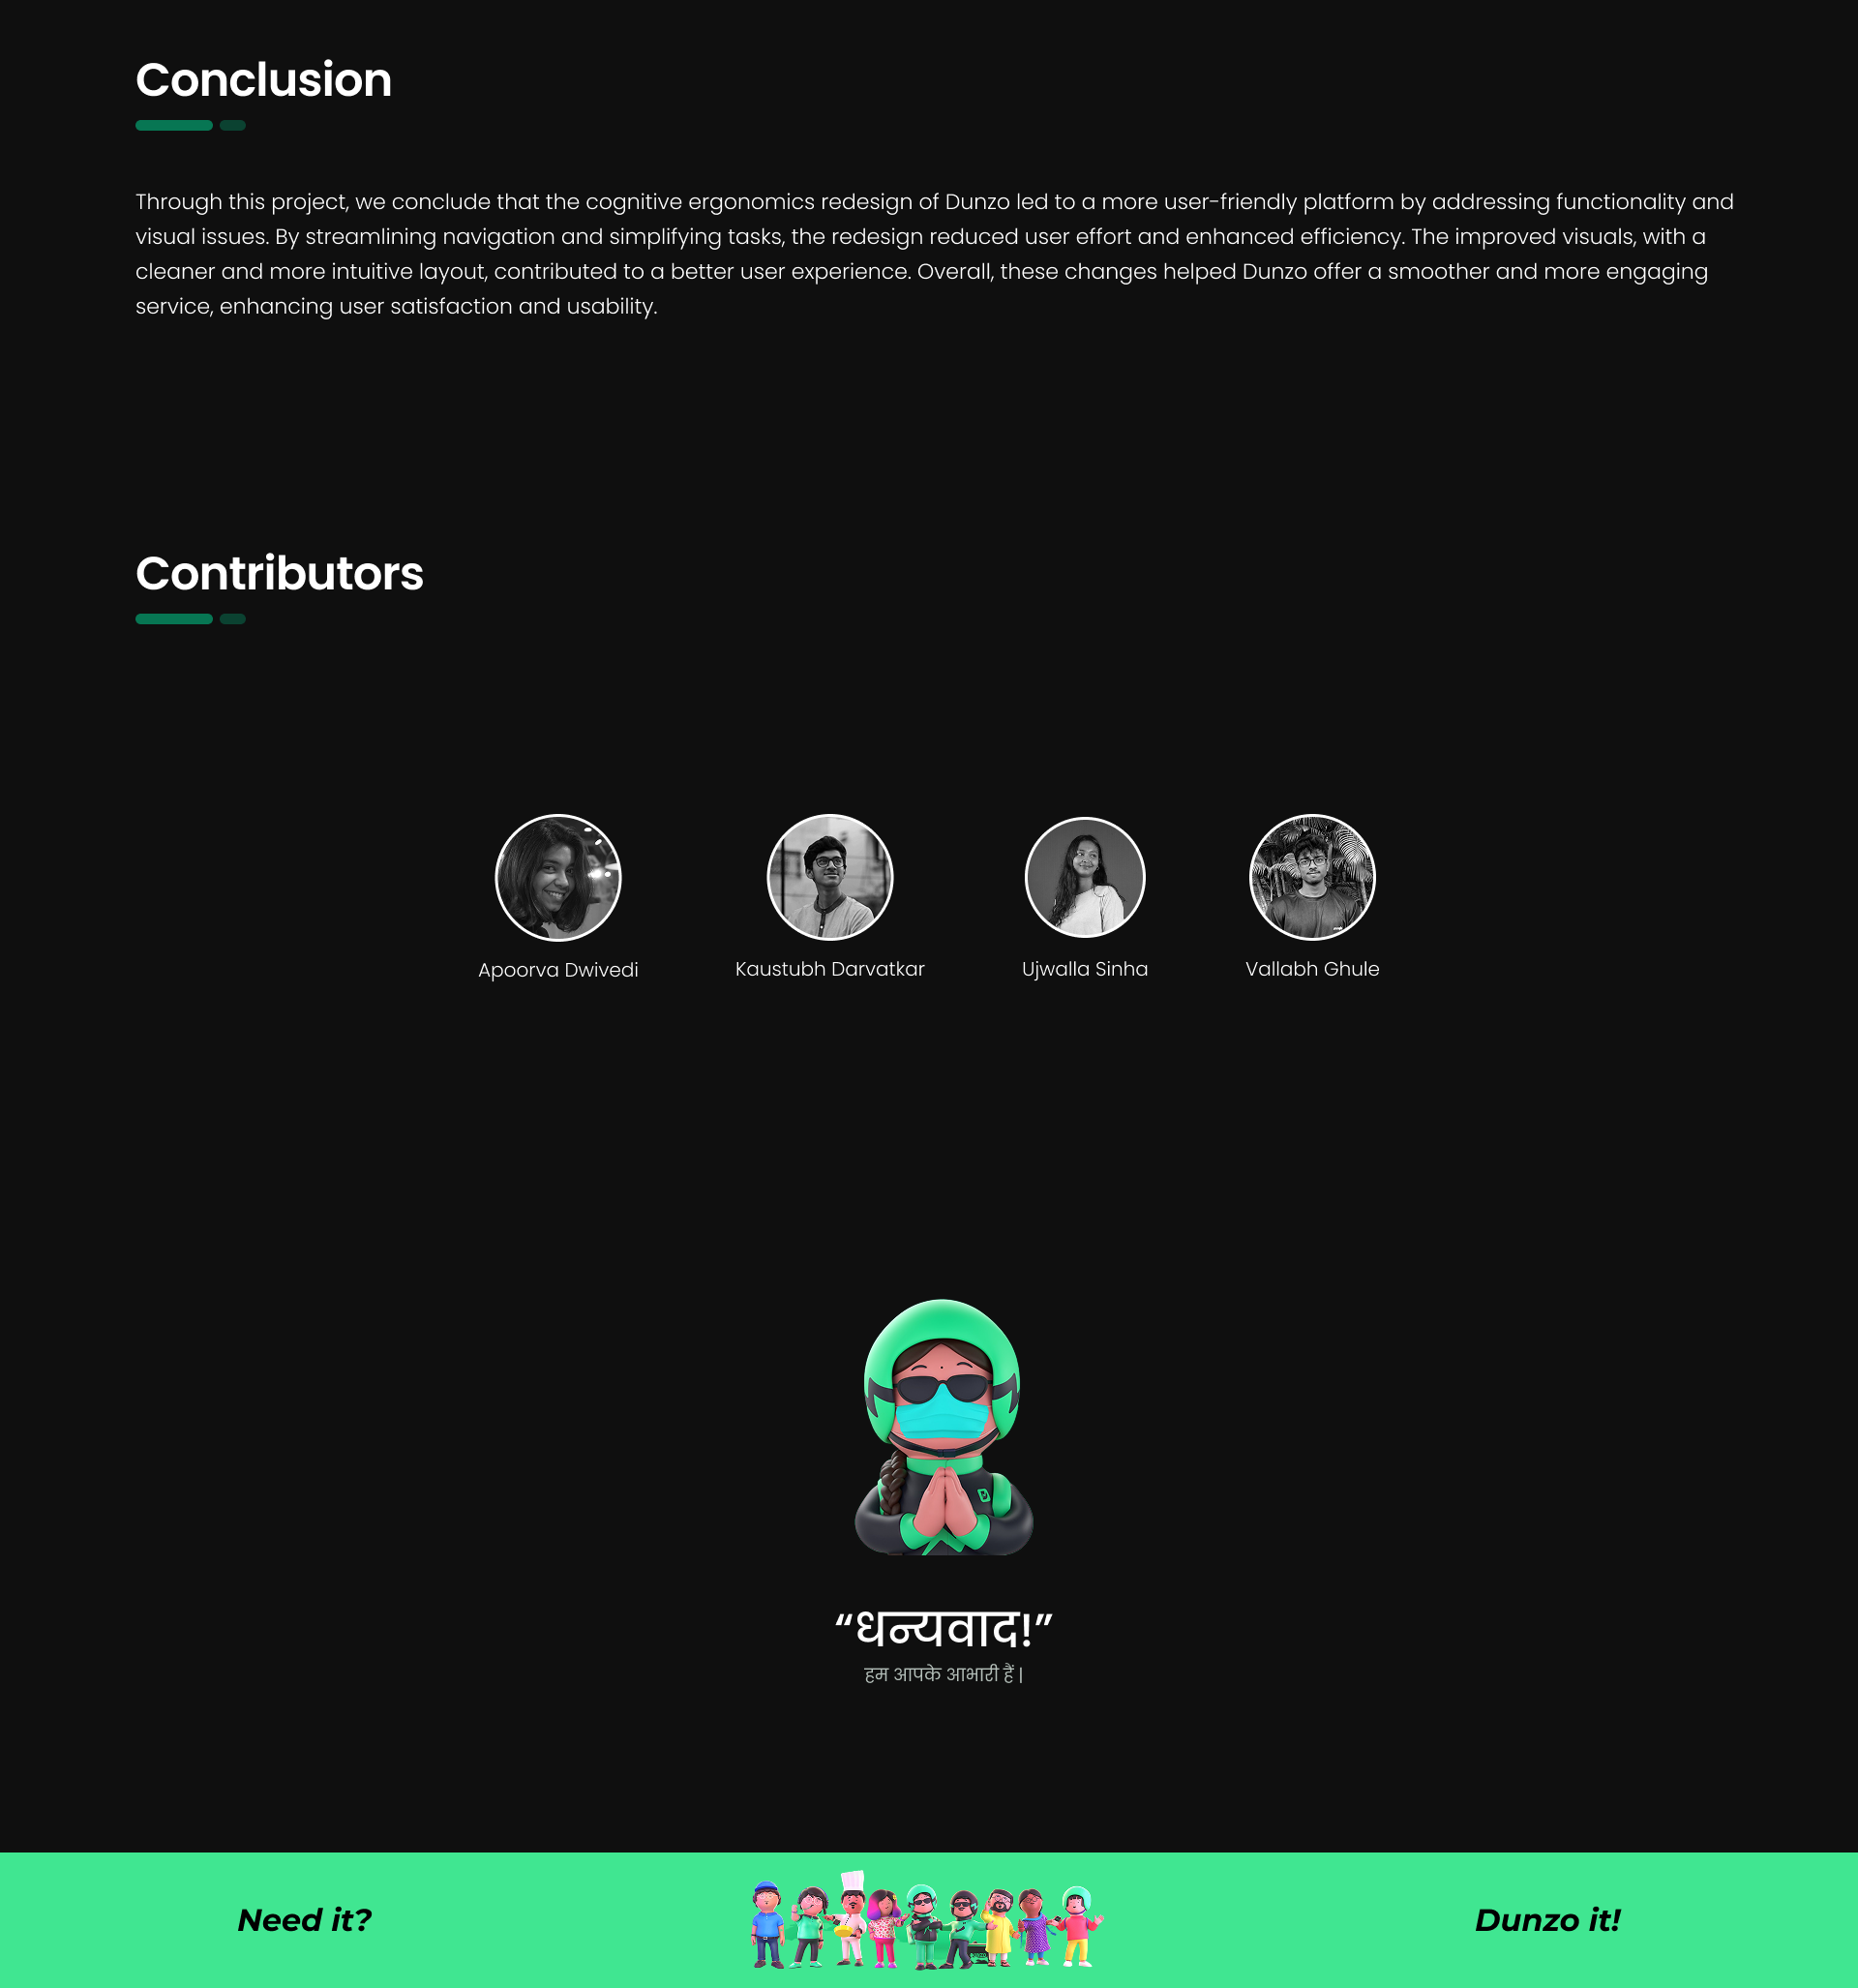 Conclusion
Through this project, we conclude that the cognitive ergonomics redesign of Dunzo led to a more user-friendly platform by addressing functionality and
visual issues. By streamlining navigation and simplifying tasks, the redesign reduced user effort and enhanced efficiency. The improved visuals, with a
cleaner and more intuitive layout, contributed to a better user experience. Overall, these changes helped Dunzo offer a smoother and more engaging
service, enhancing user satisfaction and usability.
Contributors
Apoorva Dwivedi
Kaustubh Darvatkar
Ujwalla Sinha
Vallabh Ghule
“धन्यवाद!”
हम आपके आभारी हैं |
Need it?
Dunzo it!